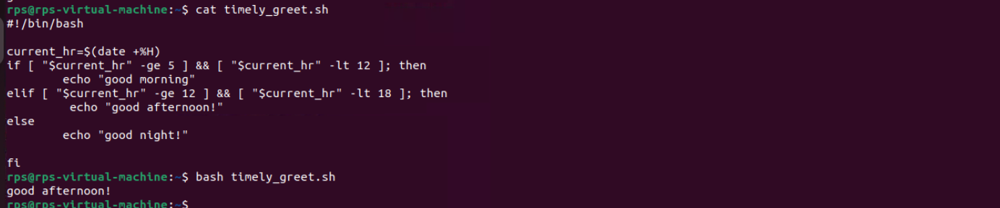 rps@rps-virtual-machine:~$ cat timely_greet.sh
#!/bin/bash
current_hr=$(date +%H)
if [ "$current_hr" -ge 5 ] && [ "$current_hr" -lt 12 ]; then
        echo "good morning"
elif [ "$current_hr" -ge 12 ] && [ "$current_hr" -lt 18 ]; then
         echo "good afternoon!"
else
        echo "good night!"
fi
rps@rps-virtual-machine:~$ bash timely_greet.sh
good afternoon!
rps@rps-virtual-machine:~$